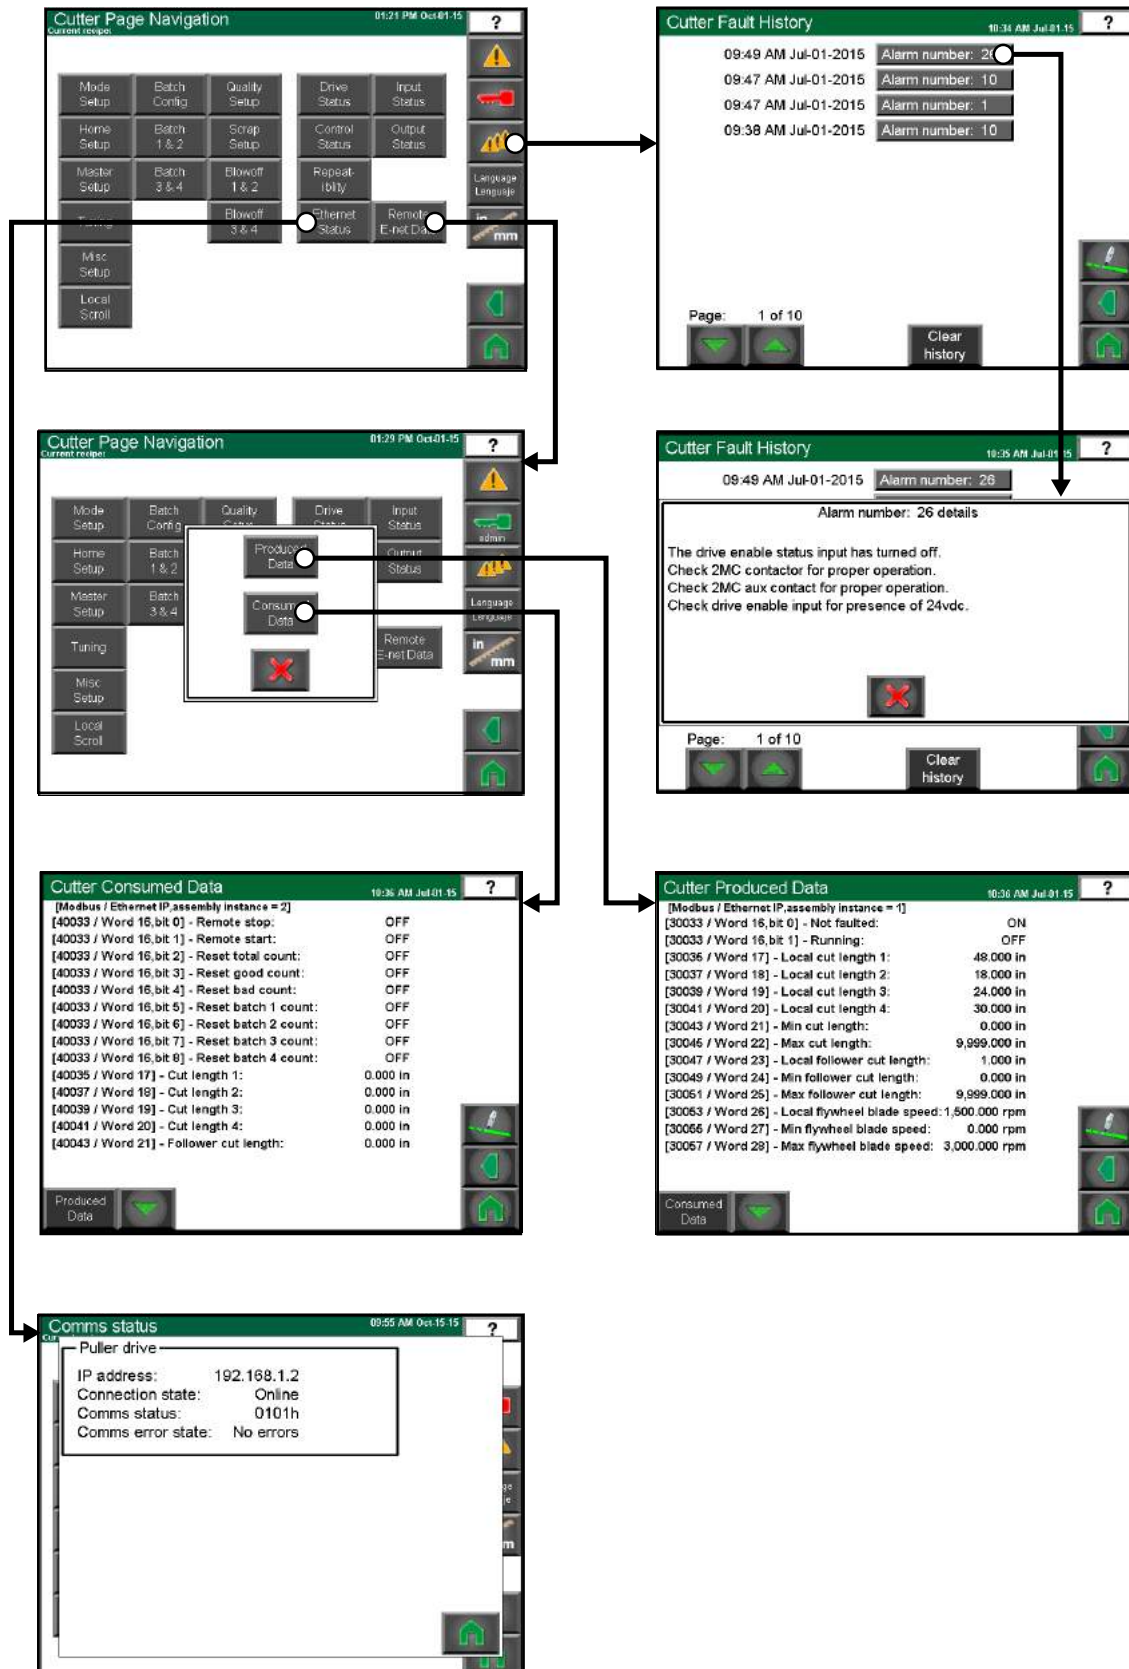 Cutter Page Navigation
01:21 PM Oct-01-15
?
Current recipe:
Mode Setup
Batch Config
Quality Setup
Drive Status
Input Status
Home Setup
Batch 1 & 2
Scrap Setup
Control Status
Output Status
Master Setup
Batch 3 & 4
Blowoff 1 & 2
Repeat-iblity
Language Lenguaje
Blowoff 3 & 4
Ethernet Status
Remote E-net Data
in mm
Misc Setup
Local Scroll
Cutter Fault History
10:34 AM Jul-01-15
?
09:49 AM Jul-01-2015 Alarm number: 26
09:47 AM Jul-01-2015 Alarm number: 10
09:47 AM Jul-01-2015 Alarm number: 1
09:38 AM Jul-01-2015 Alarm number: 10
Page: 1 of 10
Clear history
Cutter Page Navigation
01:29 PM Oct-01-15
?
Current recipe:
Mode Setup
Batch Config
Quality
Drive
Input Status
admin
Home Setup
Batch 1 & 2
Produced Data
Output Status
Master Setup
Batch 3 & 4
Consumed Data
Language Lenguaje
Tuning
Remote E-net Data
in mm
Misc Setup
Local Scroll
Cutter Fault History
10:35 AM Jul-01-15
?
09:49 AM Jul-01-2015 Alarm number: 26
Alarm number: 26 details
The drive enable status input has turned off.
Check 2MC contactor for proper operation.
Check 2MC aux contact for proper operation.
Check drive enable input for presence of 24vdc.
Page: 1 of 10
Clear history
Cutter Consumed Data
10:36 AM Jul-01-15
?
[Modbus / Ethernet IP,assembly instance = 2]
[40033 / Word 16,bit 0] - Remote stop: OFF
[40033 / Word 16,bit 1] - Remote start: OFF
[40033 / Word 16,bit 2] - Reset total count: OFF
[40033 / Word 16,bit 3] - Reset good count: OFF
[40033 / Word 16,bit 4] - Reset bad count: OFF
[40033 / Word 16,bit 5] - Reset batch 1 count: OFF
[40033 / Word 16,bit 6] - Reset batch 2 count: OFF
[40033 / Word 16,bit 7] - Reset batch 3 count: OFF
[40033 / Word 16,bit 8] - Reset batch 4 count: OFF
[40035 / Word 17] - Cut length 1: 0.000 in
[40037 / Word 18] - Cut length 2: 0.000 in
[40039 / Word 19] - Cut length 3: 0.000 in
[40041 / Word 20] - Cut length 4: 0.000 in
[40043 / Word 21] - Follower cut length: 0.000 in
Produced Data
Cutter Produced Data
10:36 AM Jul-01-15
?
[Modbus / Ethernet IP,assembly instance = 1]
[30033 / Word 16,bit 0] - Not faulted: ON
[30033 / Word 16,bit 1] - Running: OFF
[30035 / Word 17] - Local cut length 1: 48.000 in
[30037 / Word 18] - Local cut length 2: 18.000 in
[30039 / Word 19] - Local cut length 3: 24.000 in
[30041 / Word 20] - Local cut length 4: 30.000 in
[30043 / Word 21] - Min cut length: 0.000 in
[30045 / Word 22] - Max cut length: 9,999.000 in
[30047 / Word 23] - Local follower cut length: 1.000 in
[30049 / Word 24] - Min follower cut length: 0.000 in
[30051 / Word 25] - Max follower cut length: 9,999.000 in
[30053 / Word 26] - Local flywheel blade speed: 1,500.000 rpm
[30055 / Word 27] - Min flywheel blade speed: 0.000 rpm
[30057 / Word 28] - Max flywheel blade speed: 3,000.000 rpm
Consumed Data
Comms status
09:55 AM Oct-15-15
?
Puller drive
IP address: 192.168.1.2
Connection state: Online
Comms status: 0101h
Comms error state: No errors